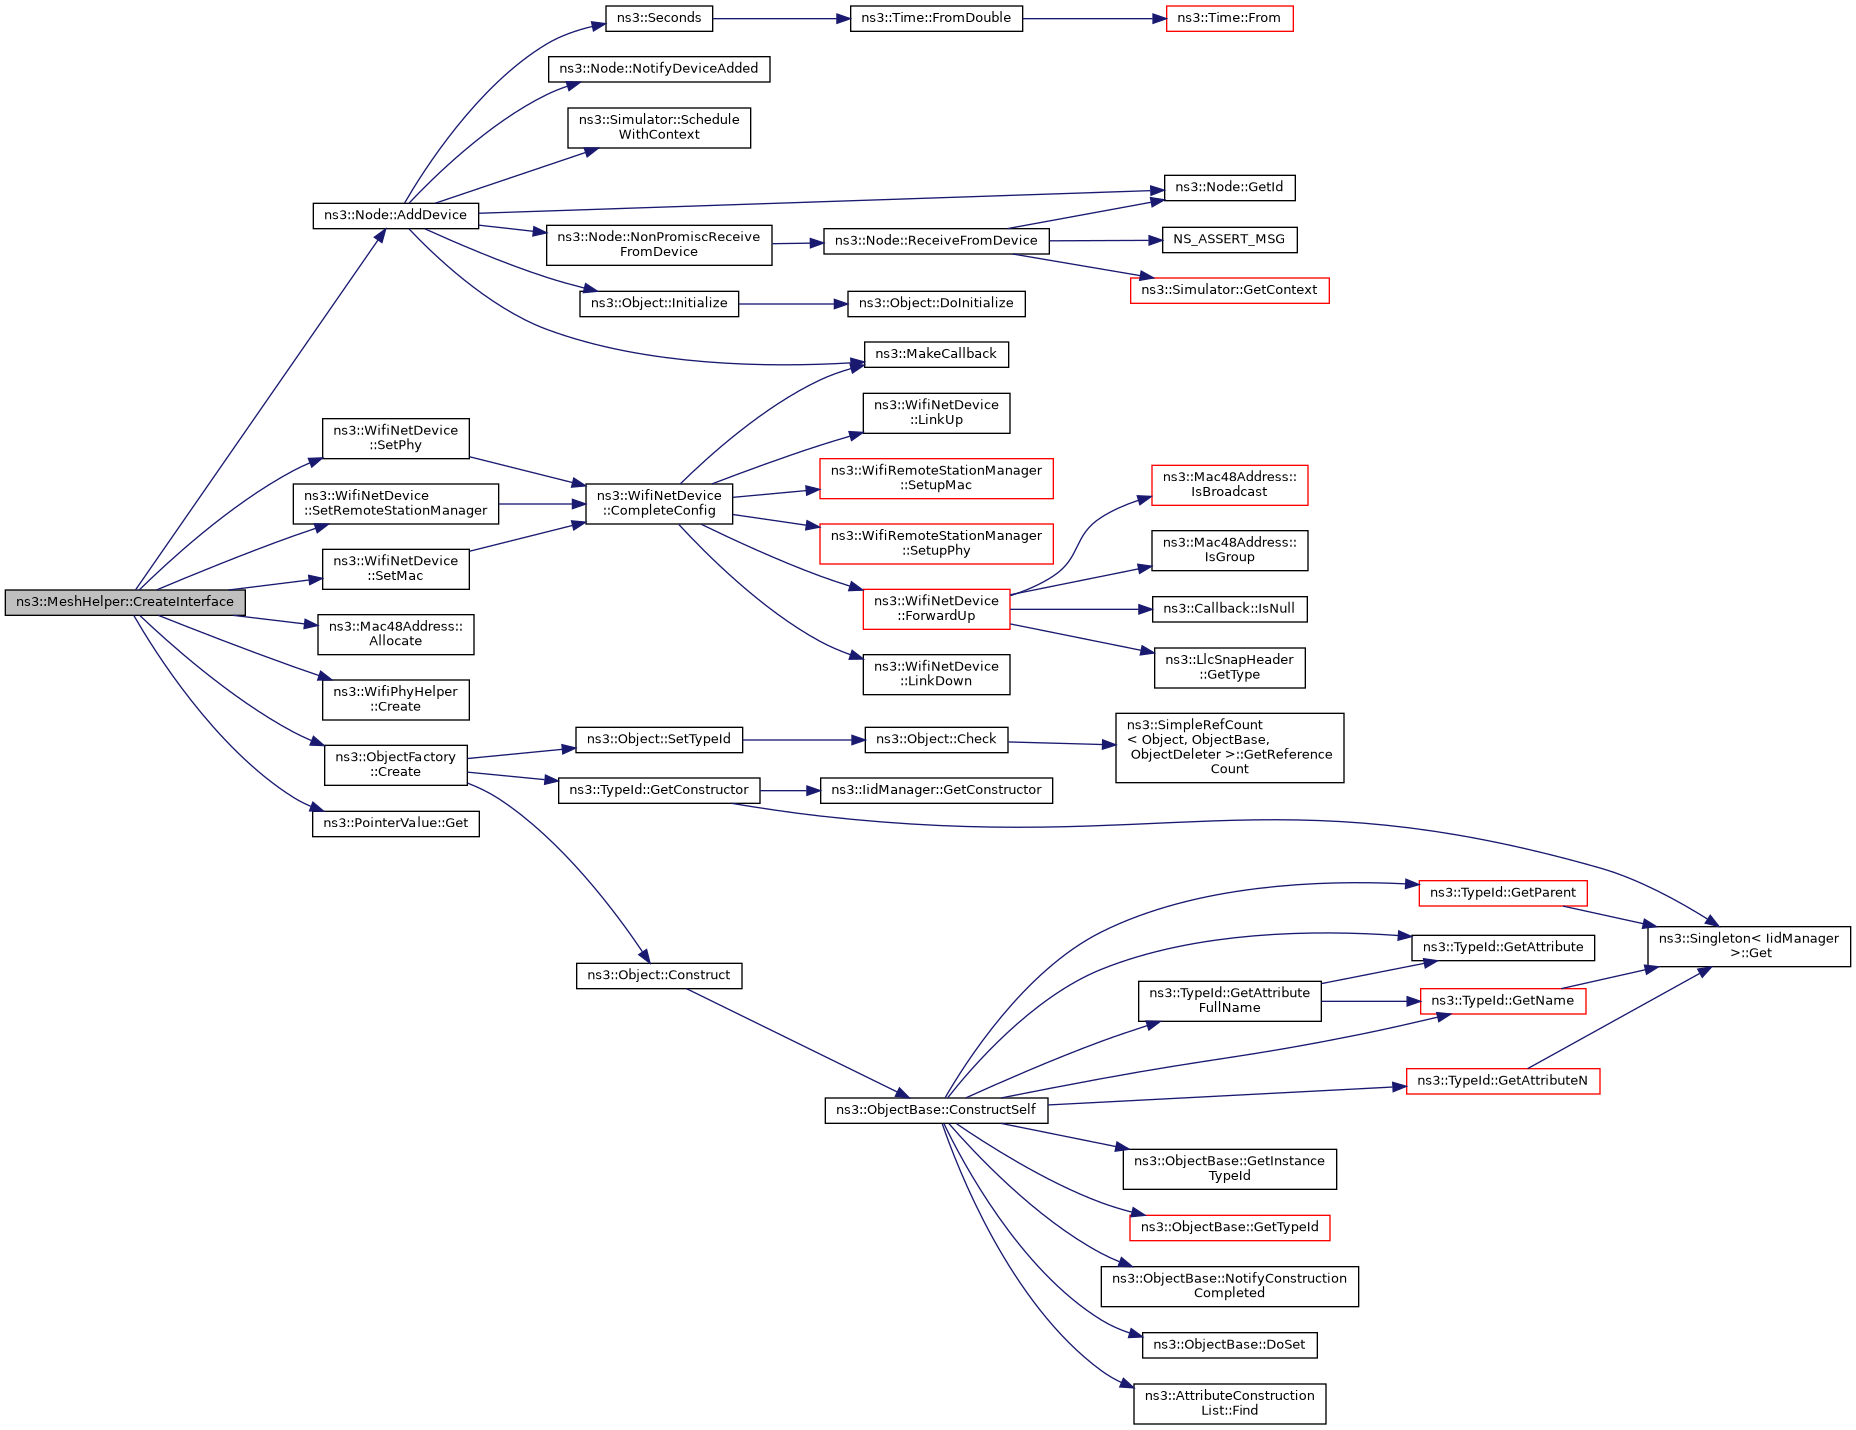 ns3::MeshHelper::CreateInterface
ns3::Node::AddDevice
ns3::WifiNetDevice
::SetPhy
ns3::WifiNetDevice
::SetRemoteStationManager
ns3::WifiNetDevice
::SetMac
ns3::Mac48Address::
Allocate
ns3::WifiPhyHelper
::Create
ns3::ObjectFactory
::Create
ns3::PointerValue::Get
ns3::Seconds
ns3::Node::NotifyDeviceAdded
ns3::Simulator::Schedule
WithContext
ns3::Node::NonPromiscReceive
FromDevice
ns3::Object::Initialize
ns3::WifiNetDevice
::CompleteConfig
ns3::Object::SetTypeId
ns3::TypeId::GetConstructor
ns3::Object::Construct
ns3::Time::FromDouble
ns3::Node::ReceiveFromDevice
ns3::Object::DoInitialize
ns3::MakeCallback
ns3::WifiNetDevice
::LinkUp
ns3::WifiRemoteStationManager
::SetupMac
ns3::WifiRemoteStationManager
::SetupPhy
ns3::WifiNetDevice
::ForwardUp
ns3::WifiNetDevice
::LinkDown
ns3::Object::Check
ns3::IidManager::GetConstructor
ns3::ObjectBase::ConstructSelf
ns3::Time::From
ns3::Node::GetId
NS_ASSERT_MSG
ns3::Simulator::GetContext
ns3::Mac48Address::
IsBroadcast
ns3::Mac48Address::
IsGroup
ns3::Callback::IsNull
ns3::LlcSnapHeader
::GetType
ns3::SimpleRefCount
< Object, ObjectBase,
ObjectDeleter >::GetReference
Count
ns3::TypeId::GetParent
ns3::TypeId::GetAttribute
ns3::TypeId::GetAttribute
FullName
ns3::TypeId::GetName
ns3::TypeId::GetAttributeN
ns3::Singleton< IidManager
>::Get
ns3::ObjectBase::GetInstance
TypeId
ns3::ObjectBase::GetTypeId
ns3::ObjectBase::NotifyConstruction
Completed
ns3::ObjectBase::DoSet
ns3::AttributeConstruction
List::Find